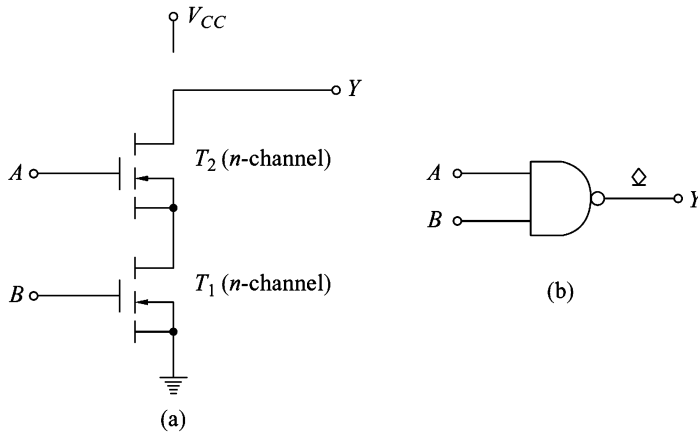 V_CC
Y
A
T_2 (n-channel)
B
T_1 (n-channel)
(a)
A
B
Y
(b)